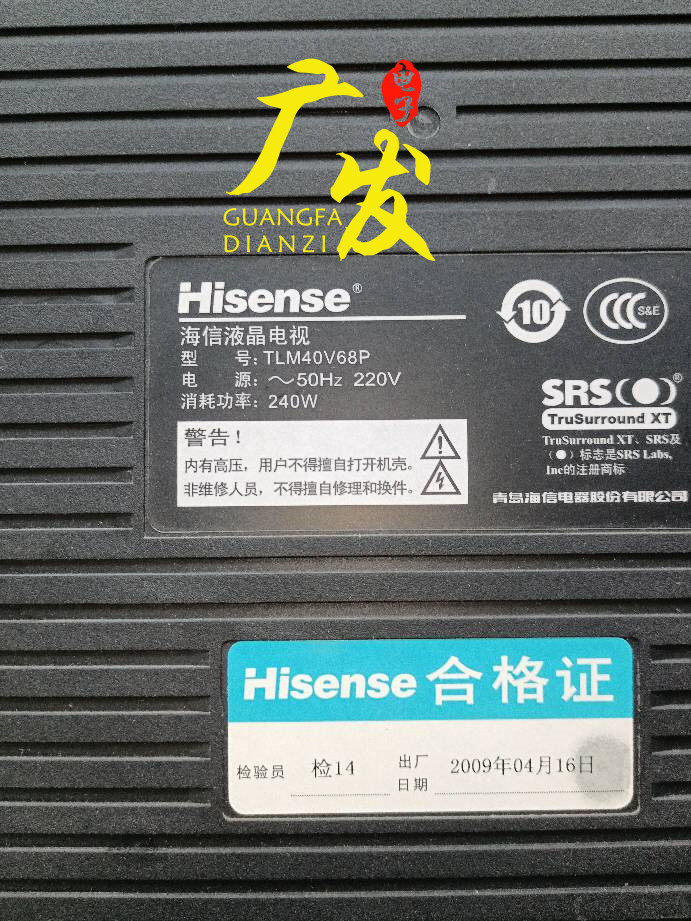 广发
电子
GUANGFA
DIANZI
Hisense®
海信液晶电视
型 号: TLM40V68P
电 源: ～50Hz 220V
消耗功率: 240W
警告！
内有高压，用户不得擅自打开机壳。
非维修人员，不得擅自修理和换件。
10
CCC S&E
SRS(●)®
TruSurround XT
TruSurround XT、SRS及
(●)标志是SRS Labs,
Inc的注册商标
青岛海信电器股份有限公司
Hisense 合格证
检验员 检14 出厂日期 2009年04月16日